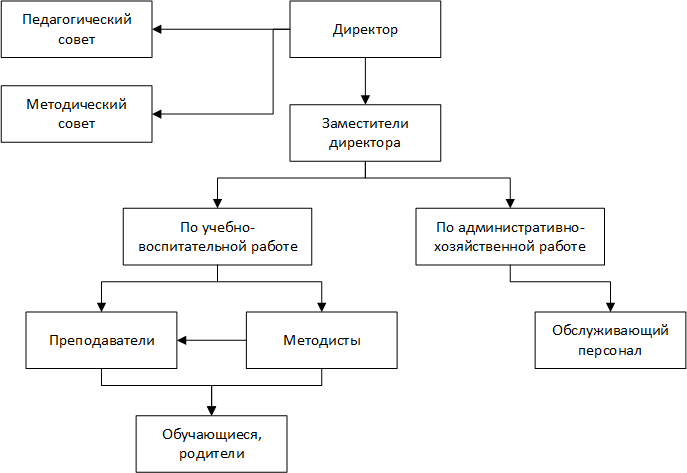 Педагогический
совет
Директор
Методический
совет
Заместители
директора
По учебно-
воспитательной работе
По административно-
хозяйственной работе
Преподаватели
Методисты
Обслуживающий
персонал
Обучающиеся,
родители